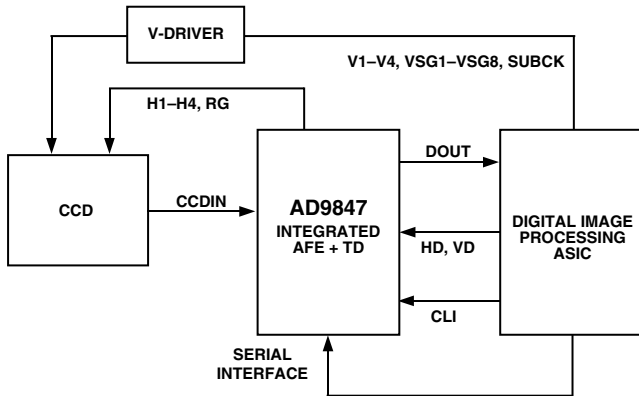 V-DRIVER
V1–V4, VSG1–VSG8, SUBCK
H1–H4, RG
DOUT
CCD
CCDIN
AD9847
INTEGRATED
AFE + TD
HD, VD
DIGITAL IMAGE
PROCESSING
ASIC
CLI
SERIAL
INTERFACE